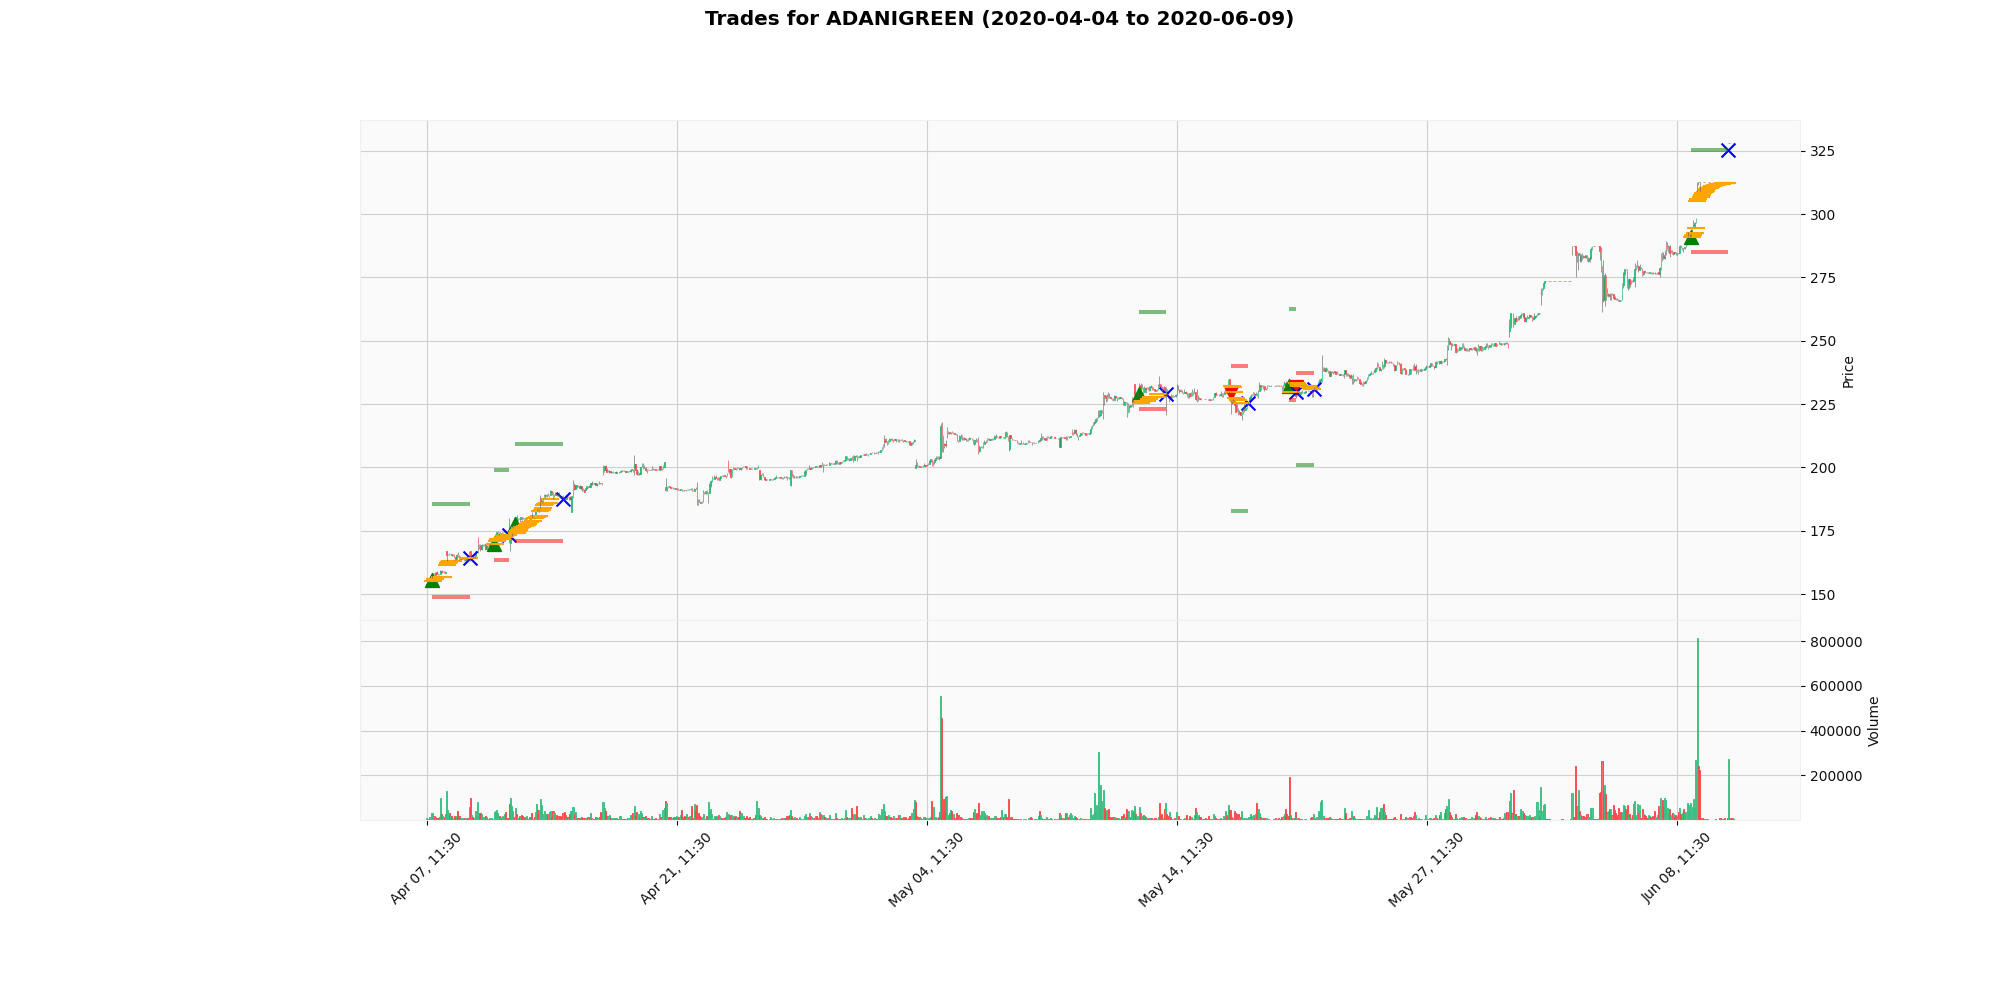 Trades for ADANIGREEN (2020-04-04 to 2020-06-09)
325
300
275
250
225
200
175
150
Price
800000
600000
400000
200000
Volume
Apr 07, 11:30
Apr 21, 11:30
May 04, 11:30
May 14, 11:30
May 27, 11:30
Jun 08, 11:30